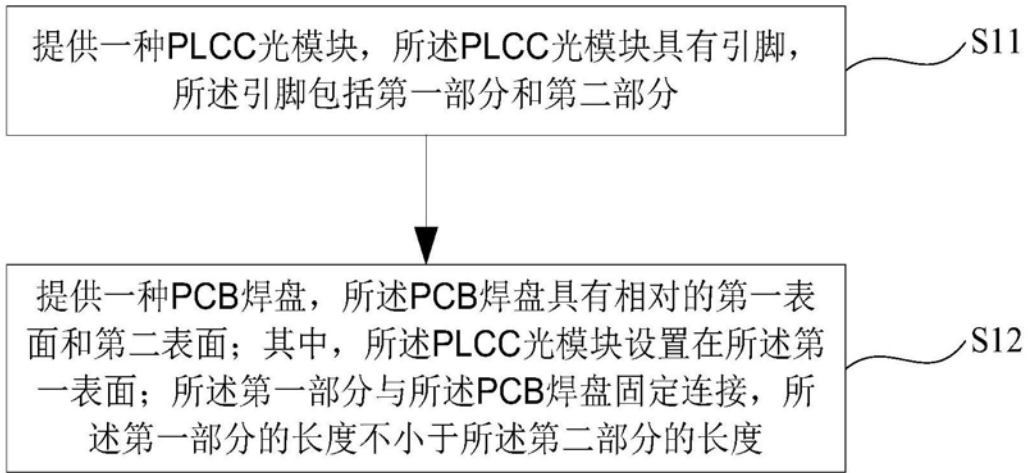 提供一种PLCC光模块，所述PLCC光模块具有引脚，
所述引脚包括第一部分和第二部分
S11
提供一种PCB焊盘，所述PCB焊盘具有相对的第一表
面和第二表面；其中，所述PLCC光模块设置在所述第
一表面；所述第一部分与所述PCB焊盘固定连接，所
述第一部分的长度不小于所述第二部分的长度
S12